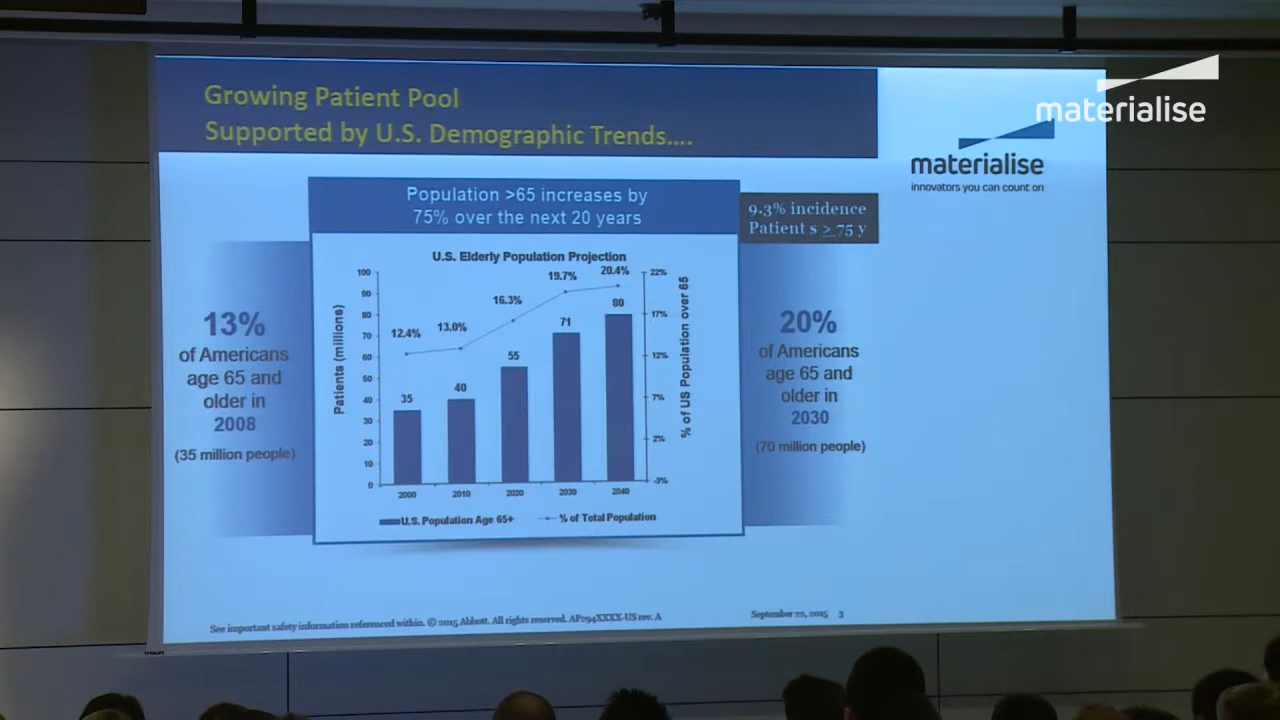 materialise
Growing Patient Pool
Supported by U.S. Demographic Trends....
materialise
innovators you can count on
Population >65 increases by
75% over the next 20 years
9.3% incidence
Patient s ≥ 75 y
13%
of Americans
age 65 and
older in
2008
(35 million people)
U.S. Elderly Population Projection
Patients (millions)
100
90
80
70
60
50
40
30
20
10
0
12.4%
13.0%
16.3%
19.7%
20.4%
35
40
55
71
80
22%
17%
12%
7%
2%
-3%
% of US Population over 65
2000
2010
2020
2030
2040
U.S. Population Age 65+
% of Total Population
20%
of Americans
age 65 and
older in
2030
(70 million people)
See important safety information referenced within. © 2015 Abbott. All rights reserved. AP294XXXX-US rev. A
September 22, 2015 3